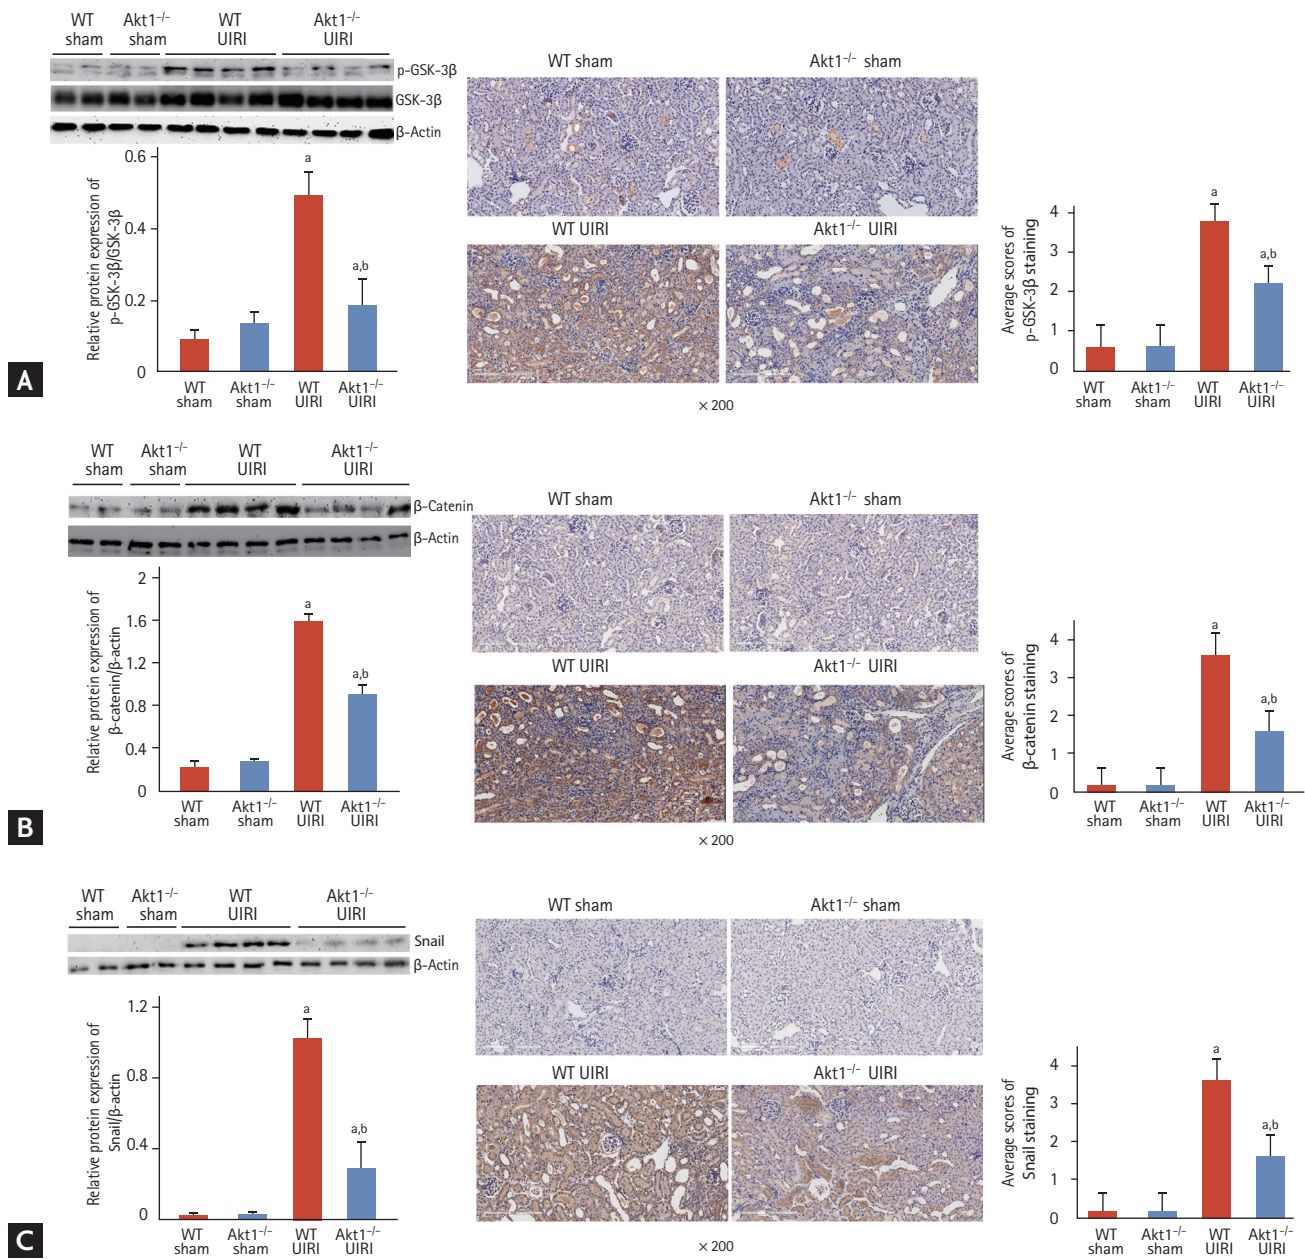 WT
sham
Akt1−/−
sham
WT
UIRI
Akt1−/−
UIRI
p-GSK-3β
GSK-3β
β-Actin
Relative protein expression of
p-GSK-3β/GSK-3β
0.6
0.4
0.2
0
a
a,b
WT
sham
Akt1−/−
sham
WT
UIRI
Akt1−/−
UIRI
WT sham
Akt1−/− sham
WT UIRI
Akt1−/− UIRI
× 200
Average scores of
p-GSK-3β staining
4
3
2
1
0
a
a,b
WT
sham
Akt1−/−
sham
WT
UIRI
Akt1−/−
UIRI
A
WT
sham
Akt1−/−
sham
WT
UIRI
Akt1−/−
UIRI
β-Catenin
β-Actin
Relative protein expression of
β-catenin/β-actin
2
1.6
1.2
0.8
0.4
0
a
a,b
WT
sham
Akt1−/−
sham
WT
UIRI
Akt1−/−
UIRI
WT sham
Akt1−/− sham
WT UIRI
Akt1−/− UIRI
× 200
Average scores of
β-catenin staining
4
3
2
1
0
a
a,b
WT
sham
Akt1−/−
sham
WT
UIRI
Akt1−/−
UIRI
B
WT
sham
Akt1−/−
sham
WT
UIRI
Akt1−/−
UIRI
Snail
β-Actin
Relative protein expression of
Snail/β-actin
1.2
0.8
0.4
0
a
a,b
WT
sham
Akt1−/−
sham
WT
UIRI
Akt1−/−
UIRI
WT sham
Akt1−/− sham
WT UIRI
Akt1−/− UIRI
× 200
Average scores of
Snail staining
4
3
2
1
0
a
a,b
WT
sham
Akt1−/−
sham
WT
UIRI
Akt1−/−
UIRI
C